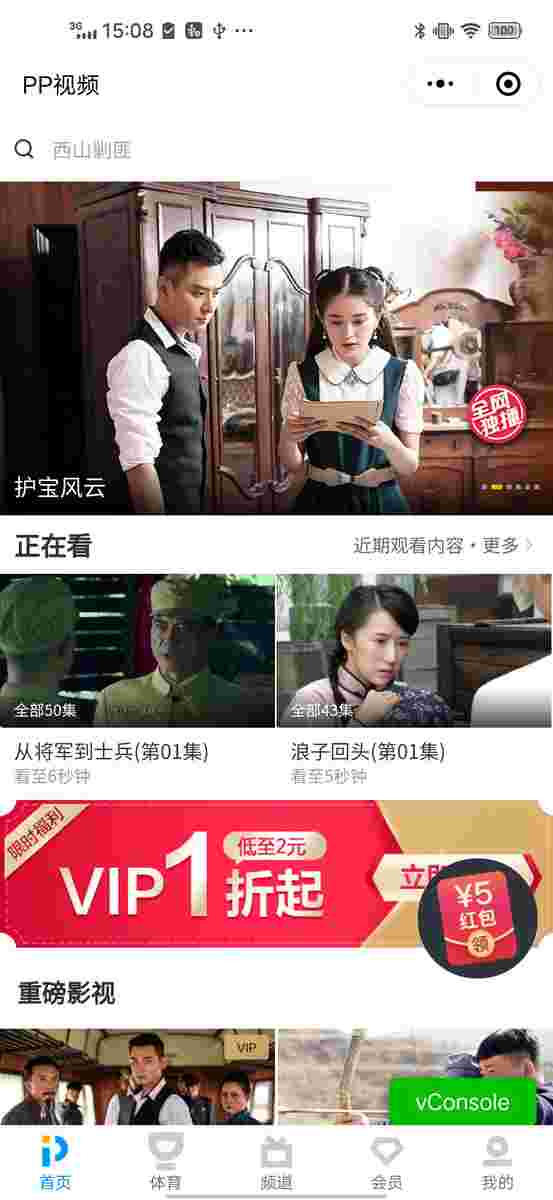 3G 15:08 100
PP视频
西山剿匪
全网
独播
护宝风云
正在看
近期观看内容·更多
全部50集
全部43集
从将军到士兵(第01集)
浪子回头(第01集)
看至6秒钟
看至5秒钟
限时福利
VIP1折起
低至2元
立即
¥5
红包
领
重磅影视
VIP
vConsole
首页
体育
频道
会员
我的